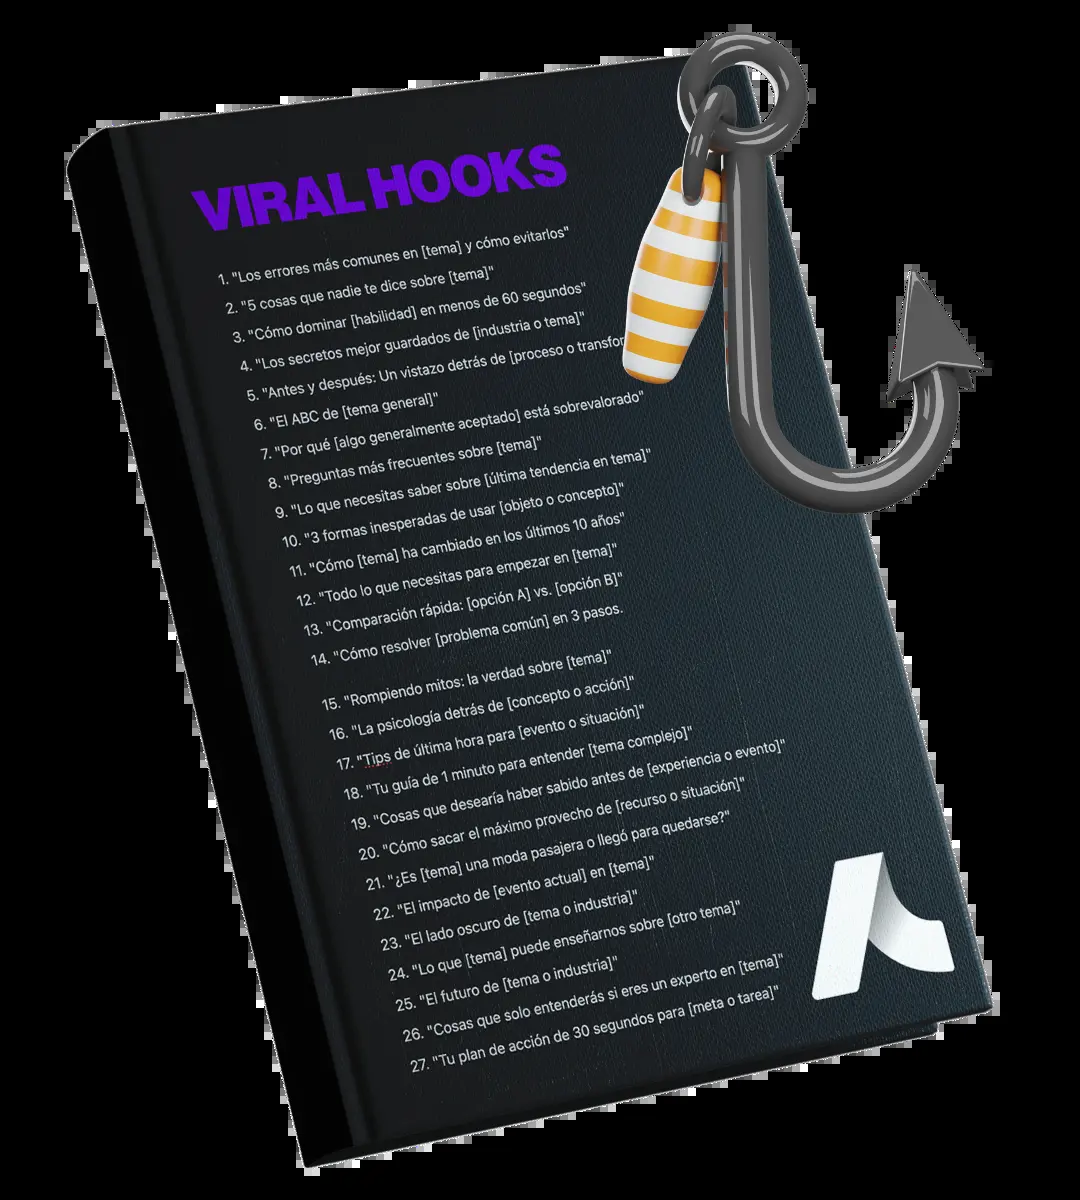 VIRAL HOOKS
1. "Los errores más comunes en [tema] y cómo evitarlos"
2. "5 cosas que nadie te dice sobre [tema]"
3. "Cómo dominar [habilidad] en menos de 60 segundos"
4. "Los secretos mejor guardados de [industria o tema]"
5. "Antes y después: Un vistazo detrás de [proceso o
6. "El ABC de [tema general]"
7. "Por qué [algo generalmente aceptado] está sobrevalorado"
8. "Preguntas más frecuentes sobre [tema]"
9. "Lo que necesitas saber sobre [última tendencia en tema]"
10. "3 formas inesperadas de usar [objeto o concepto]"
11. "Cómo [tema] ha cambiado en los últimos 10 años"
12. "Todo lo que necesitas para empezar en [tema]"
13. "Comparación rápida: [opción A] vs. [opción B]"
14. "Cómo resolver [problema común] en 3 pasos.
15. "Rompiendo mitos: la verdad sobre [tema]"
16. "La psicología detrás de [concepto o acción]"
17. "Tips de última hora para [evento o situación]"
18. "Tu guía de 1 minuto para entender [tema complejo]"
19. "Cosas que desearía haber sabido antes de [experiencia o evento]"
20. "Cómo sacar el máximo provecho de [recurso o situación]"
21. "¿Es [tema] una moda pasajera o llegó para quedarse?"
22. "El impacto de [evento actual] en [tema]"
23. "El lado oscuro de [tema o industria]"
24. "Lo que [tema] puede enseñarnos sobre [otro tema]"
25. "El futuro de [tema o industria]"
26. "Cosas que solo entenderás si eres un experto en [tema]"
27. "Tu plan de acción de 30 segundos para [meta o tarea]"